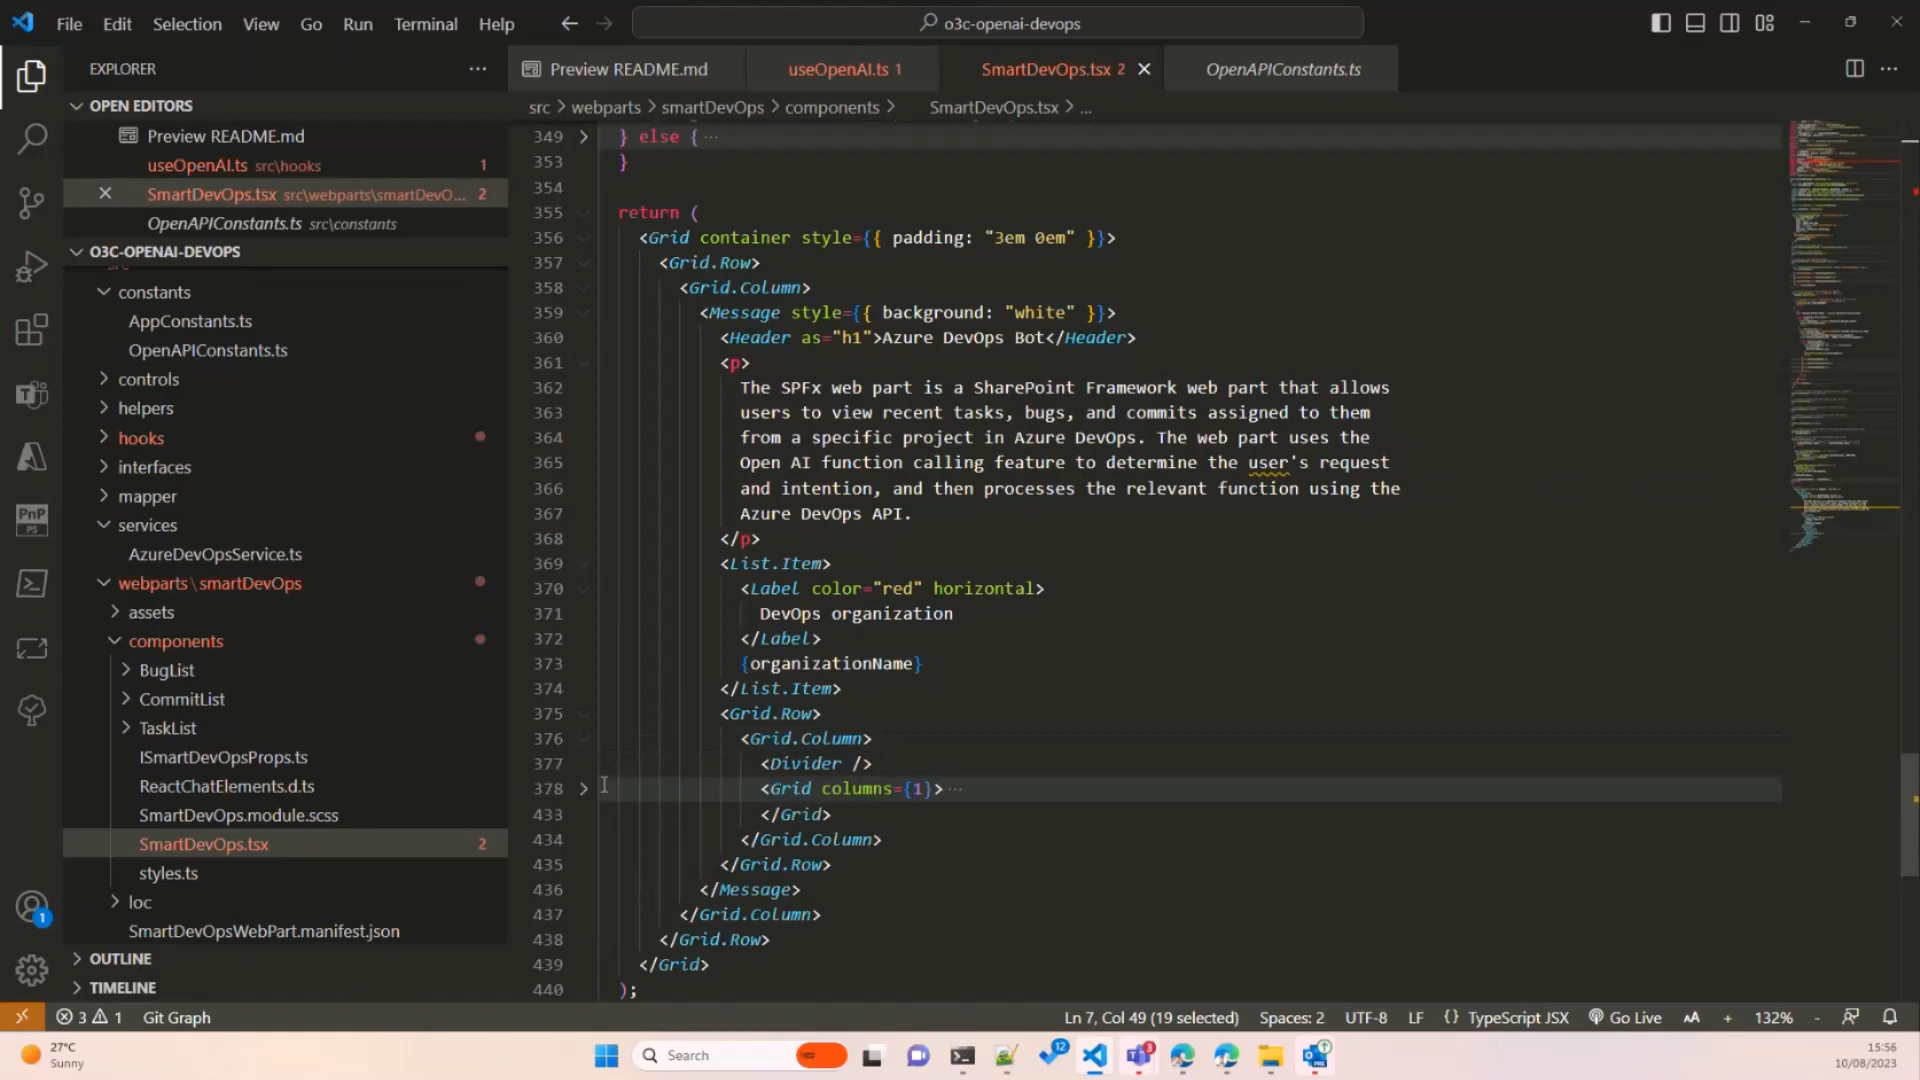 File Edit Selection View Go Run Terminal Help
o3c-openai-devops
EXPLORER
Preview README.md
useOpenAI.ts 1
SmartDevOps.tsx 2
OpenAPIConstants.ts
OPEN EDITORS
Preview README.md
useOpenAI.ts src\hooks 1
SmartDevOps.tsx src\webparts\smartDevO... 2
OpenAPIConstants.ts src\constants
O3C-OPENAI-DEVOPS
constants
AppConstants.ts
OpenAPIConstants.ts
controls
helpers
hooks
interfaces
mapper
services
AzureDevOpsService.ts
webparts \ smartDevOps
assets
components
BugList
CommitList
TaskList
ISmartDevOpsProps.ts
ReactChatElements.d.ts
SmartDevOps.module.scss
SmartDevOps.tsx 2
styles.ts
loc
SmartDevOpsWebPart.manifest.json
OUTLINE
TIMELINE
PnP
PS
1
src > webparts > smartDevOps > components > SmartDevOps.tsx > ...
349 } else { ...
353 }
354
355 return (
356 <Grid container style={{ padding: "3em 0em" }}>
357 <Grid.Row>
358 <Grid.Column>
359 <Message style={{ background: "white" }}>
360 <Header as="h1">Azure DevOps Bot</Header>
361 <p>
362 The SPFx web part is a SharePoint Framework web part that allows
363 users to view recent tasks, bugs, and commits assigned to them
364 from a specific project in Azure DevOps. The web part uses the
365 Open AI function calling feature to determine the user's request
366 and intention, and then processes the relevant function using the
367 Azure DevOps API.
368 </p>
369 <List.Item>
370 <Label color="red" horizontal>
371 DevOps organization
372 </Label>
373 {organizationName}
374 </List.Item>
375 <Grid.Row>
376 <Grid.Column>
377 <Divider />
378 <Grid columns={1}> ...
433 </Grid>
434 </Grid.Column>
435 </Grid.Row>
436 </Message>
437 </Grid.Column>
438 </Grid.Row>
439 </Grid>
440 );
3 1 Git Graph
Ln 7, Col 49 (19 selected) Spaces: 2 UTF-8 LF {} TypeScript JSX Go Live AA + 132% -
27°C
Sunny
Search
12
3
15:56
10/08/2023